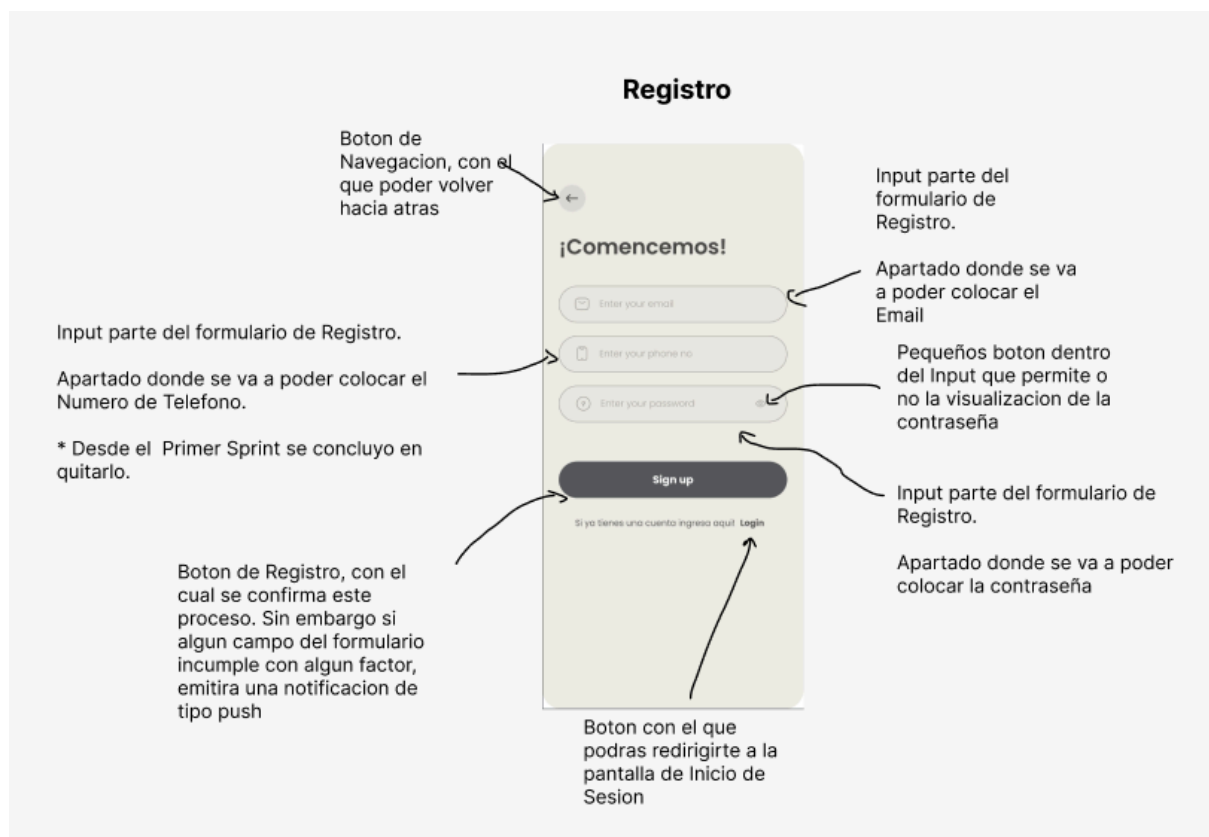 Registro
Boton de
Navegacion, con el
que poder volver
hacia atras
Input parte del
formulario de
Registro.
Apartado donde se va
a poder colocar el
Email
¡Comencemos!
Enter your email
Enter your phone no
Enter your password
Sign up
Si ya tienes una cuenta ingresa aqui! Login
Input parte del formulario de Registro.
Apartado donde se va a poder colocar el
Numero de Telefono.
* Desde el Primer Sprint se concluyo en
quitarlo.
Pequeños boton dentro
del Input que permite o
no la visualizacion de la
contraseña
Input parte del formulario de
Registro.
Apartado donde se va a poder
colocar la contraseña
Boton de Registro, con el
cual se confirma este
proceso. Sin embargo si
algun campo del formulario
incumple con algun factor,
emitira una notificacion de
tipo push
Boton con el que
podras redirigirte a la
pantalla de Inicio de
Sesion